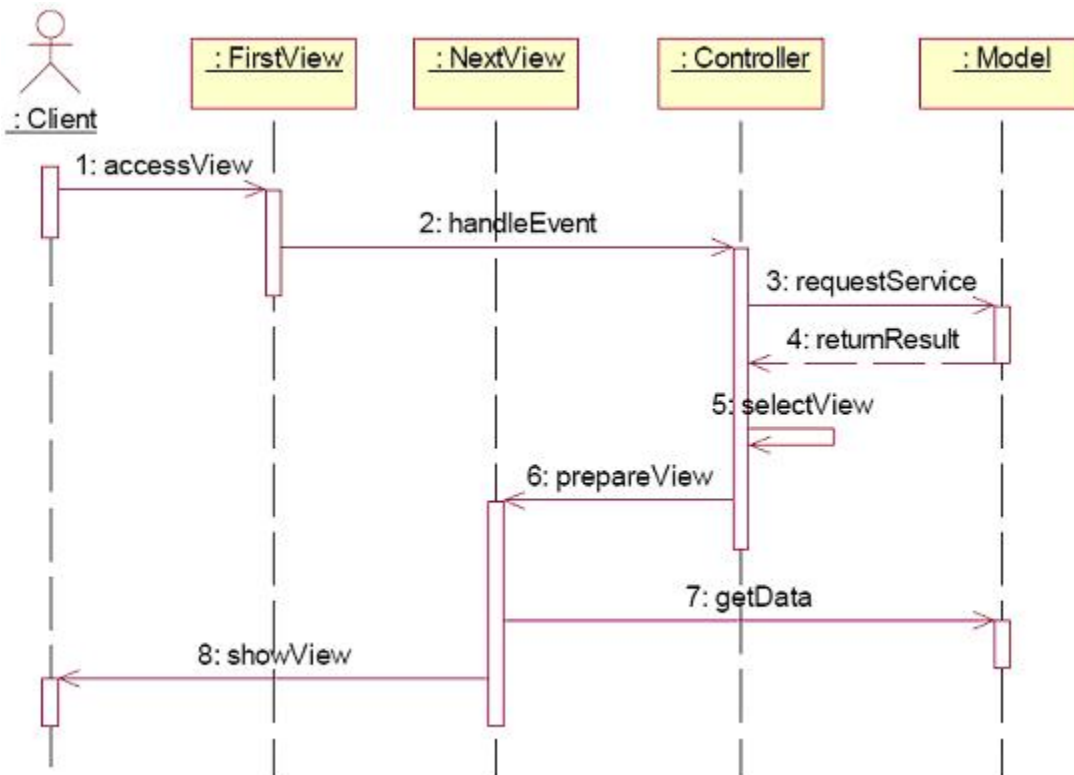 : FirstView
: NextView
: Controller
: Model
: Client
1: accessView
2: handleEvent
3: requestService
4: returnResult
5: selectView
6: prepareView
7: getData
8: showView